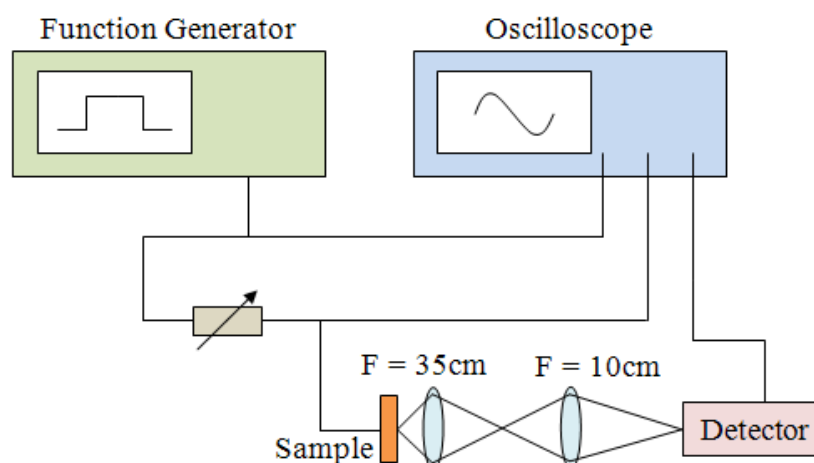 Function Generator
Oscilloscope
F = 35cm
F = 10cm
Sample
Detector